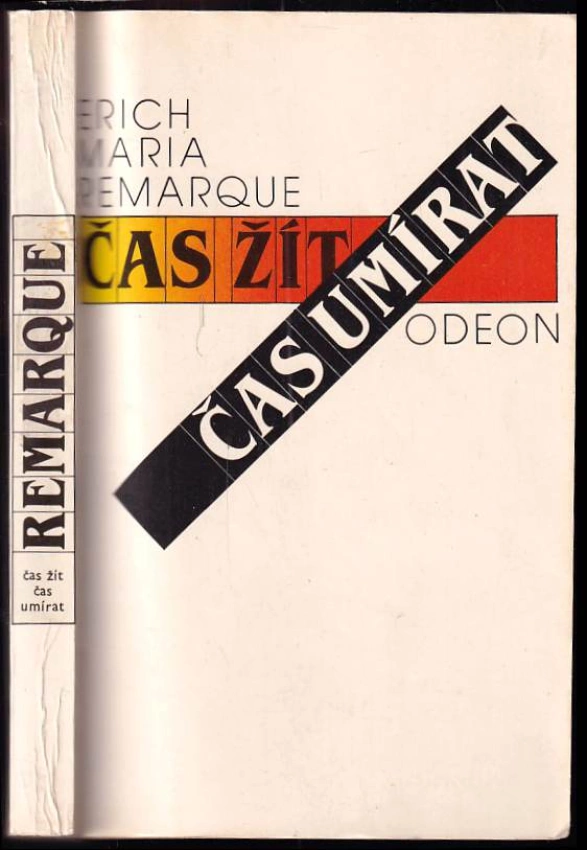 ERICH
MARIA
REMARQUE
ČAS ŽÍT
ČAS UMÍRAT
ODEON
REMARQUE
čas žít
čas
umírat